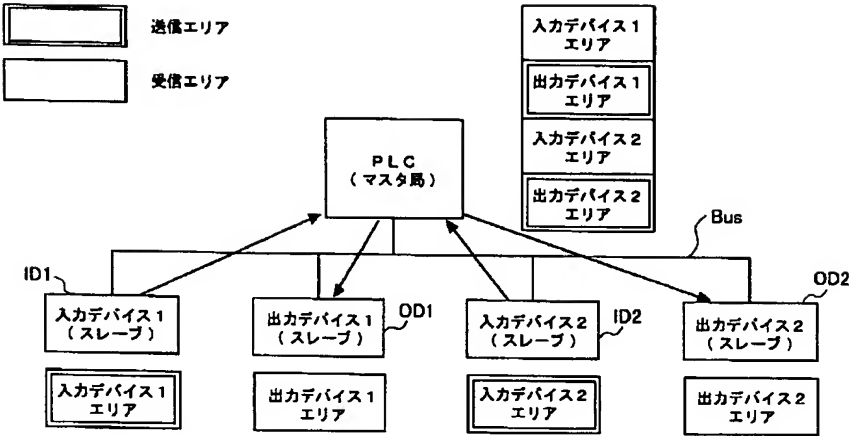 送信エリア
受信エリア
入力デバイス1
エリア
出力デバイス1
エリア
入力デバイス2
エリア
出力デバイス2
エリア
PLC
(マスタ局)
Bus
ID1
入力デバイス1
(スレーブ)
出力デバイス1
(スレーブ)
OD1
入力デバイス2
(スレーブ)
ID2
出力デバイス2
(スレーブ)
OD2
入力デバイス1
エリア
出力デバイス1
エリア
入力デバイス2
エリア
出力デバイス2
エリア